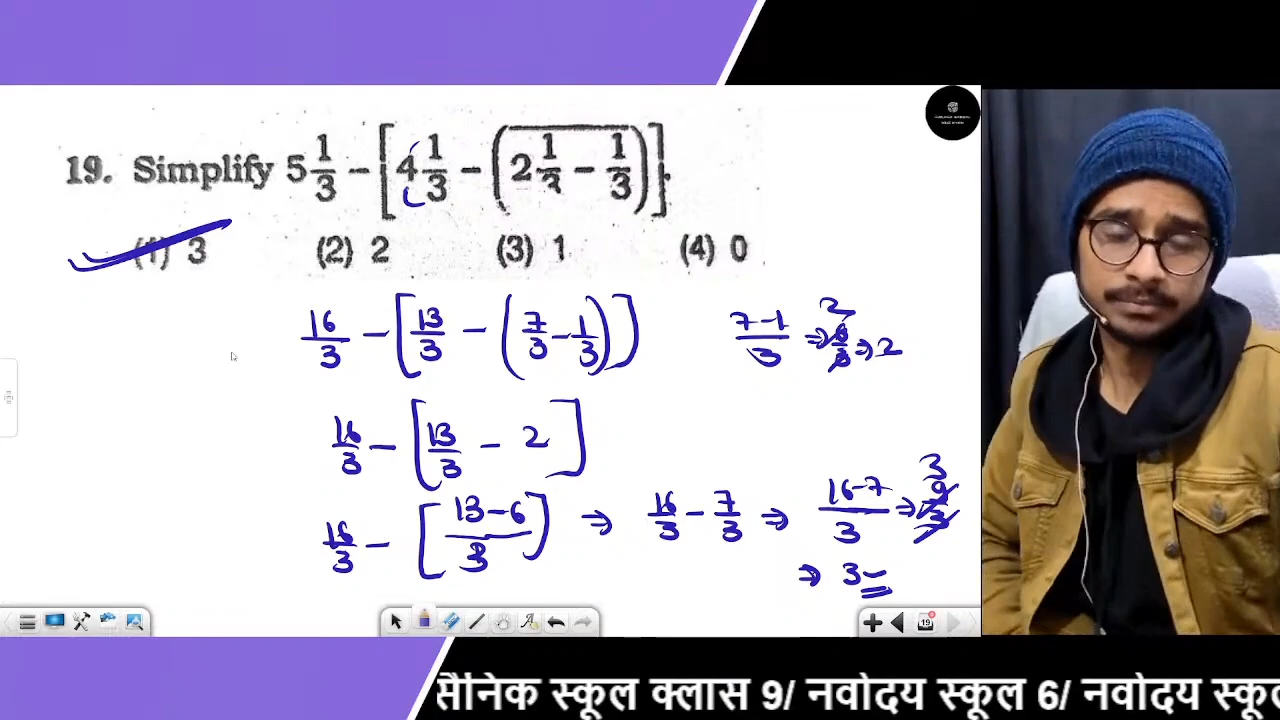 19. Simplify 5 1/3 − [4 1/3 − (2 1/3 − 1/3)].
(1) 3 (2) 2 (3) 1 (4) 0
16/3 − [13/3 − (7/3 − 1/3)] 7−1/3 ⇒ 6/3 2 ⇒ 2
16/3 − [13/3 − 2]
16/3 − [13−6/3] ⇒ 16/3 − 7/3 ⇒ 16−7/3 ⇒ 9/3 3
⇒ 3
19
सैनिक स्कूल क्लास 9/ नवोदय स्कूल 6/ नवोदय स्कूल